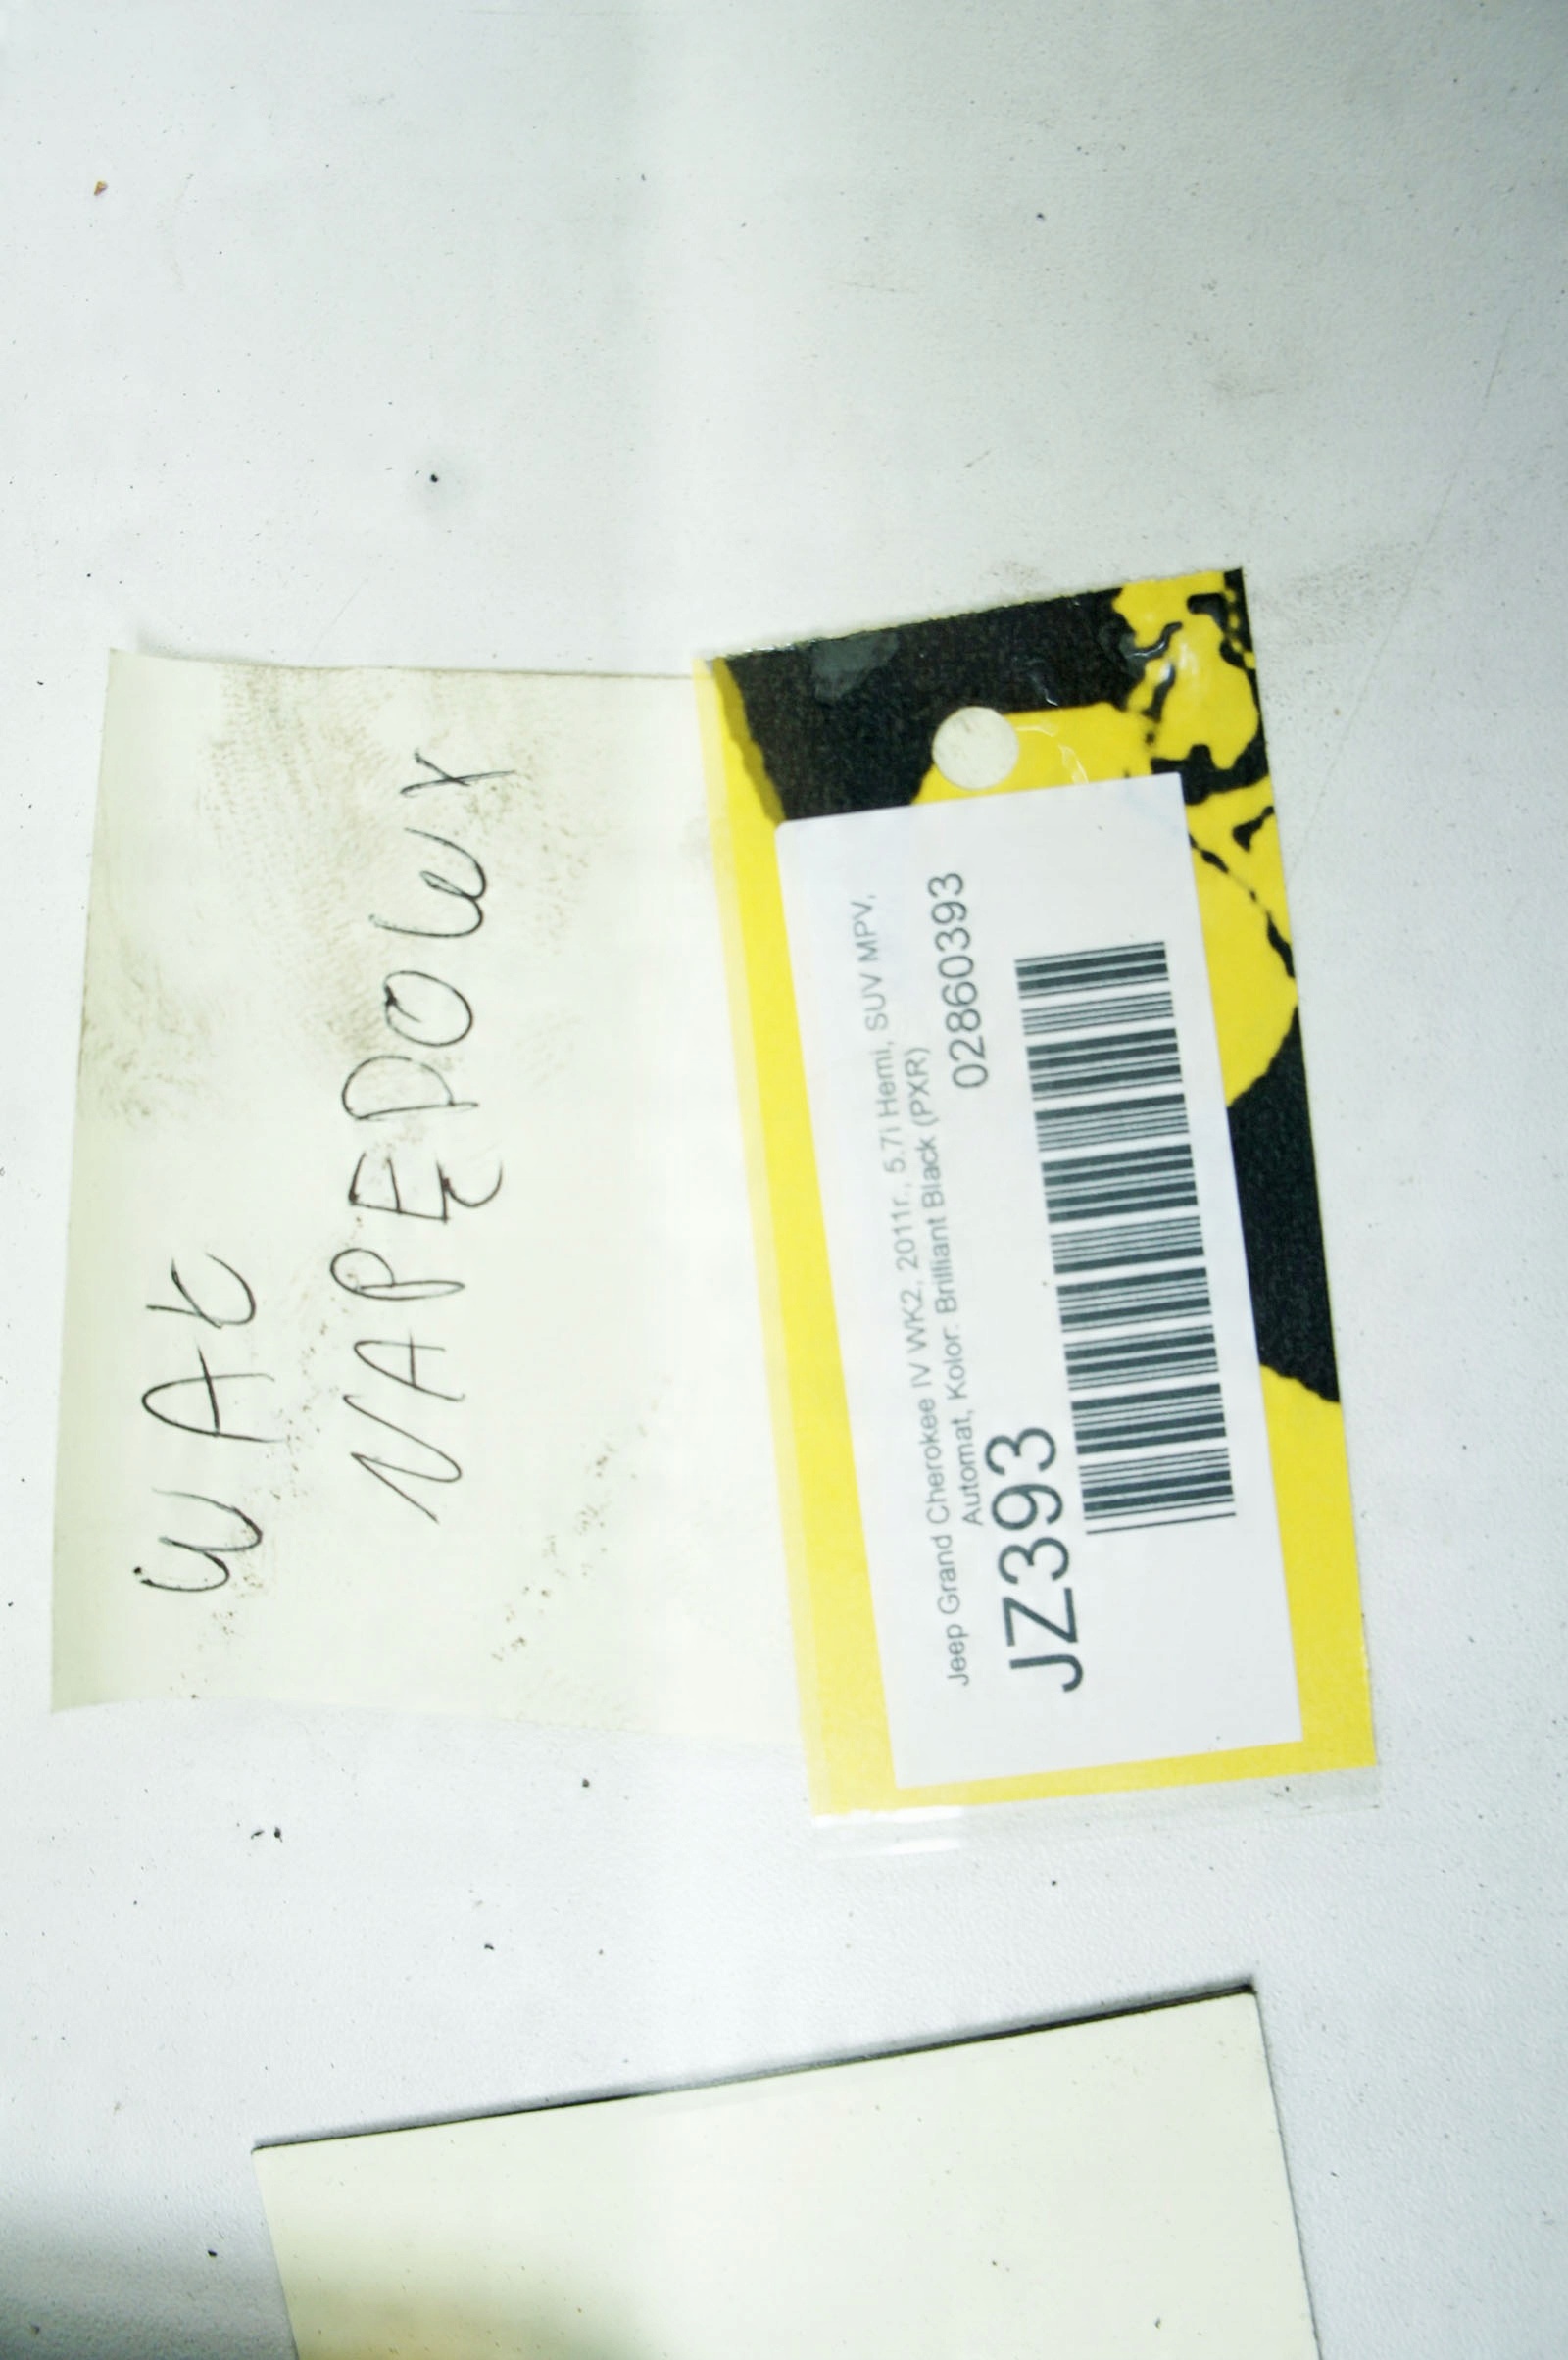 WAŁ
NAPĘDOWY
Jeep Grand Cherokee IV WK2, 2011r., 5.7i Hemi, SUV MPV,
Automat, Kolor: Brilliant Black (PXR)
02860393
JZ393